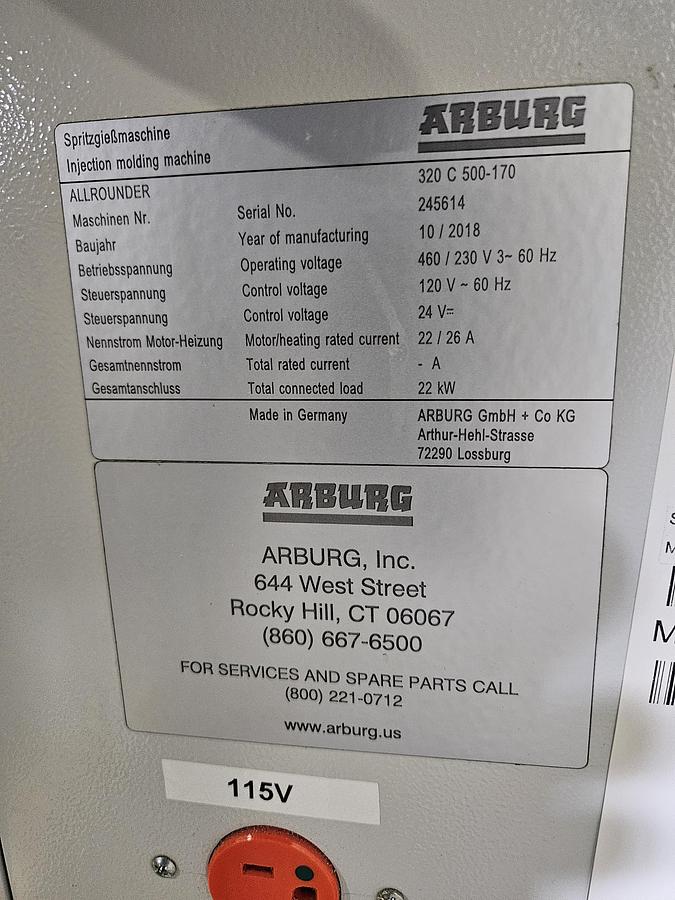 Spritzgießmaschine
Injection molding machine
ARBURG
ALLROUNDER 320 C 500-170
Maschinen Nr. Serial No. 245614
Baujahr Year of manufacturing 10 / 2018
Betriebsspannung Operating voltage 460 / 230 V 3~ 60 Hz
Steuerspannung Control voltage 120 V ~ 60 Hz
Steuerspannung Control voltage 24 V⎓
Nennstrom Motor-Heizung Motor/heating rated current 22 / 26 A
Gesamtnennstrom Total rated current - A
Gesamtanschluss Total connected load 22 kW
Made in Germany ARBURG GmbH + Co KG
Arthur-Hehl-Strasse
72290 Lossburg
ARBURG
ARBURG, Inc.
644 West Street
Rocky Hill, CT 06067
(860) 667-6500
FOR SERVICES AND SPARE PARTS CALL
(800) 221-0712
www.arburg.us
115V